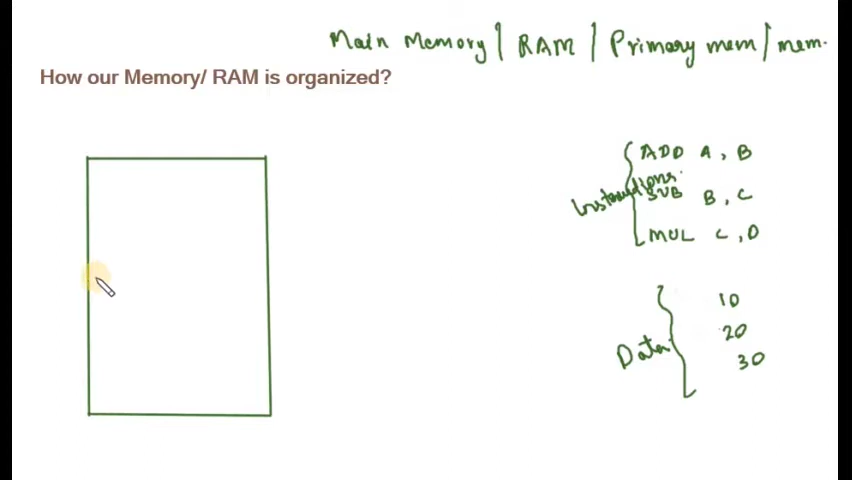 Main Memory / RAM / Primary mem / mem.
How our Memory/ RAM is organized?
ADD A, B
Instructions.
SUB B, C
MUL C, D
10
20
Data.
30